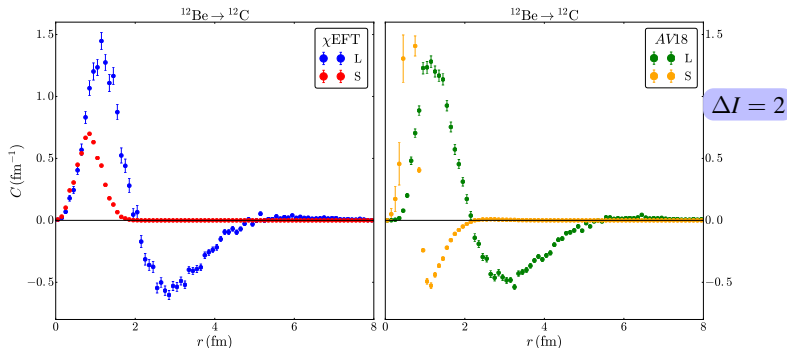 ¹²Be → ¹²C
χEFT
L
S
C (fm⁻¹)
1.5
1.0
0.5
0.0
−0.5
0 2 4 6 8
r (fm)
¹²Be → ¹²C
AV18
L
S
1.5
1.0
0.5
0.0
−0.5
0 2 4 6 8
r (fm)
ΔI = 2